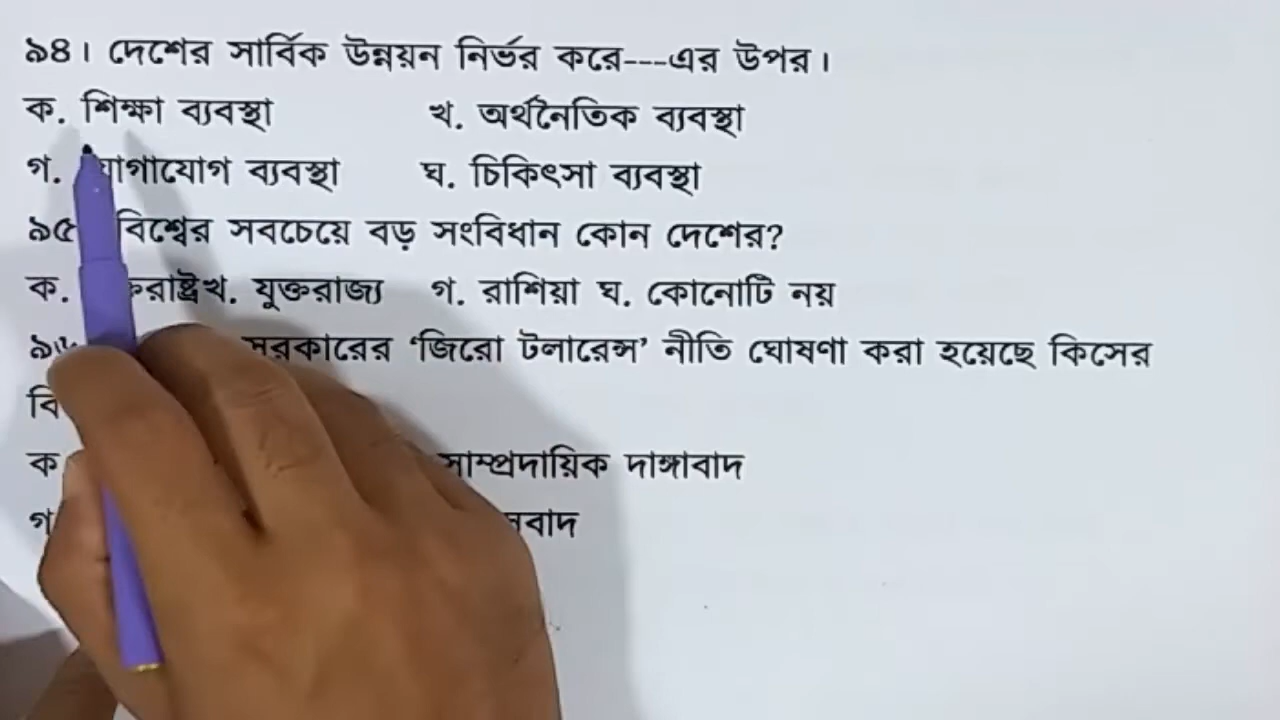 ৯৪। দেশের সার্বিক উন্নয়ন নির্ভর করে---এর উপর।
ক. শিক্ষা ব্যবস্থা খ. অর্থনৈতিক ব্যবস্থা
গ. ব্যবস্থা ঘ. চিকিৎসা ব্যবস্থা
৯৫ বিশ্বের সবচেয়ে বড় সংবিধান কোন দেশের?
ক. খ. যুক্তরাজ্য গ. রাশিয়া ঘ. কোনোটি নয়
সরকারের ‘জিরো টলারেন্স’ নীতি ঘোষণা করা হয়েছে কিসের
ক সাম্প্রদায়িক দাঙ্গাবাদ
গ